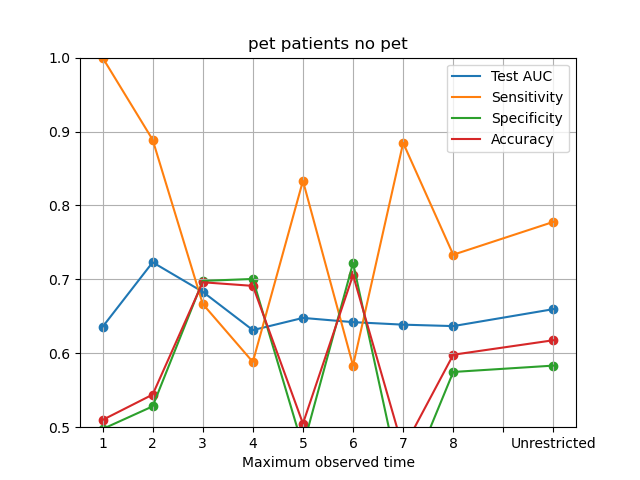 pet patients no pet
1.0
0.9
0.8
0.7
0.6
0.5
Test AUC
Sensitivity
Specificity
Accuracy
1 2 3 4 5 6 7 8 Unrestricted
Maximum observed time